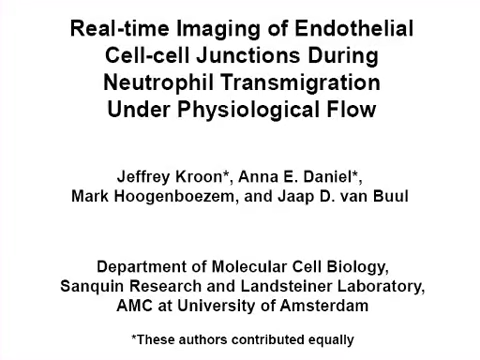 Real-time Imaging of Endothelial
Cell-cell Junctions During
Neutrophil Transmigration
Under Physiological Flow
Jeffrey Kroon*, Anna E. Daniel*,
Mark Hoogenboezem, and Jaap D. van Buul
Department of Molecular Cell Biology,
Sanquin Research and Landsteiner Laboratory,
AMC at University of Amsterdam
*These authors contributed equally